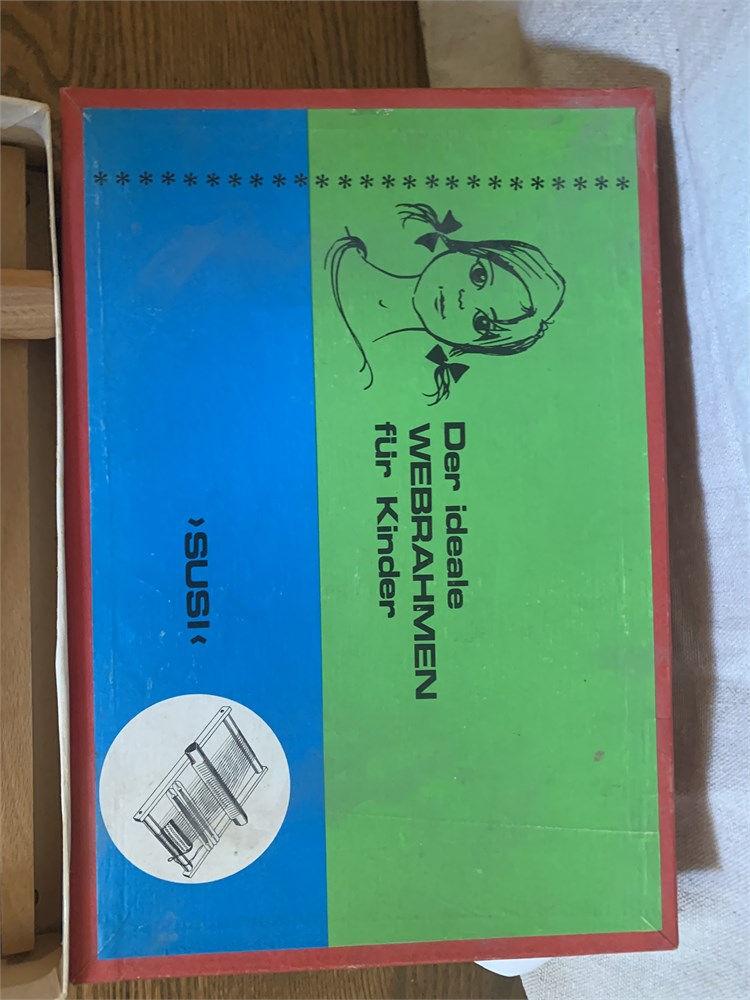 Der ideale
WEBRAHMEN
für Kinder
›SUSI‹